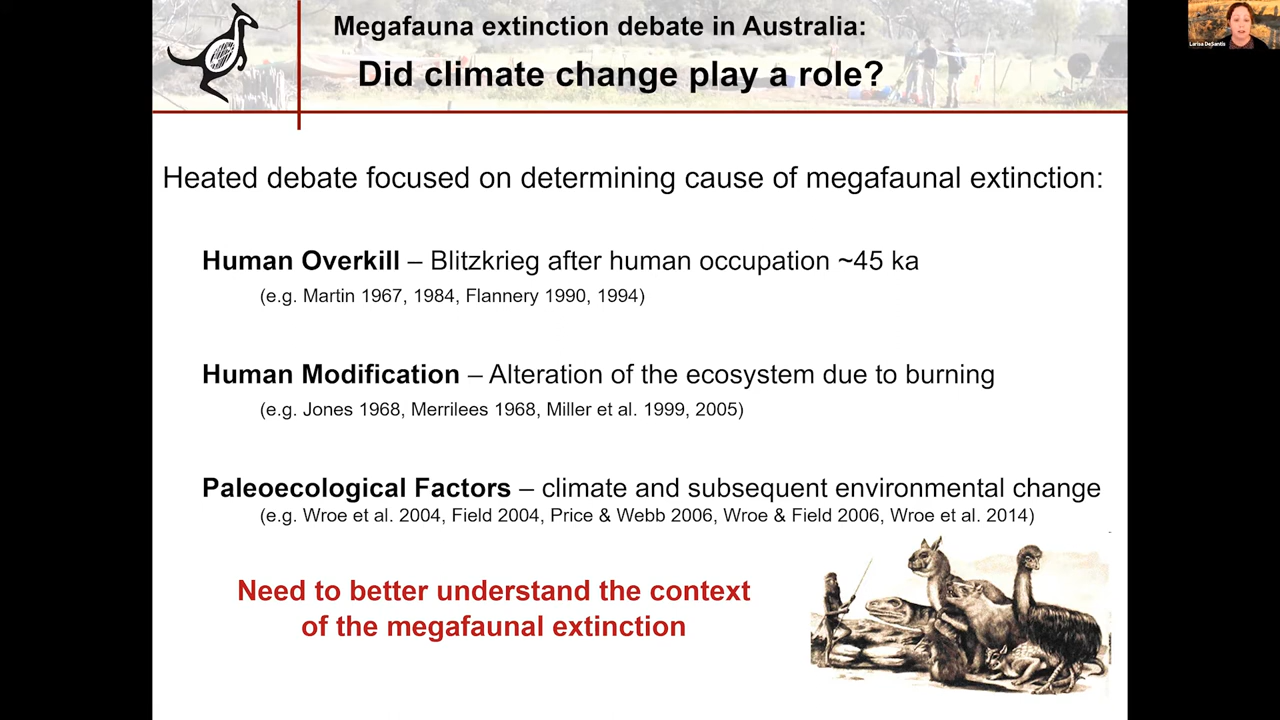 Megafauna extinction debate in Australia:
Did climate change play a role?
Larisa DeSantis
Heated debate focused on determining cause of megafaunal extinction:
Human Overkill – Blitzkrieg after human occupation ~45 ka
(e.g. Martin 1967, 1984, Flannery 1990, 1994)
Human Modification – Alteration of the ecosystem due to burning
(e.g. Jones 1968, Merrilees 1968, Miller et al. 1999, 2005)
Paleoecological Factors – climate and subsequent environmental change
(e.g. Wroe et al. 2004, Field 2004, Price & Webb 2006, Wroe & Field 2006, Wroe et al. 2014)
Need to better understand the context
of the megafaunal extinction